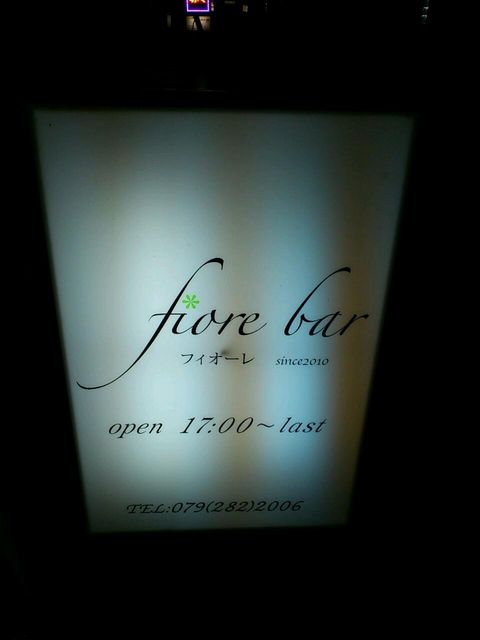 fiore bar
フィオーレ since2010
open 17:00~last
TEL:079(282)2006